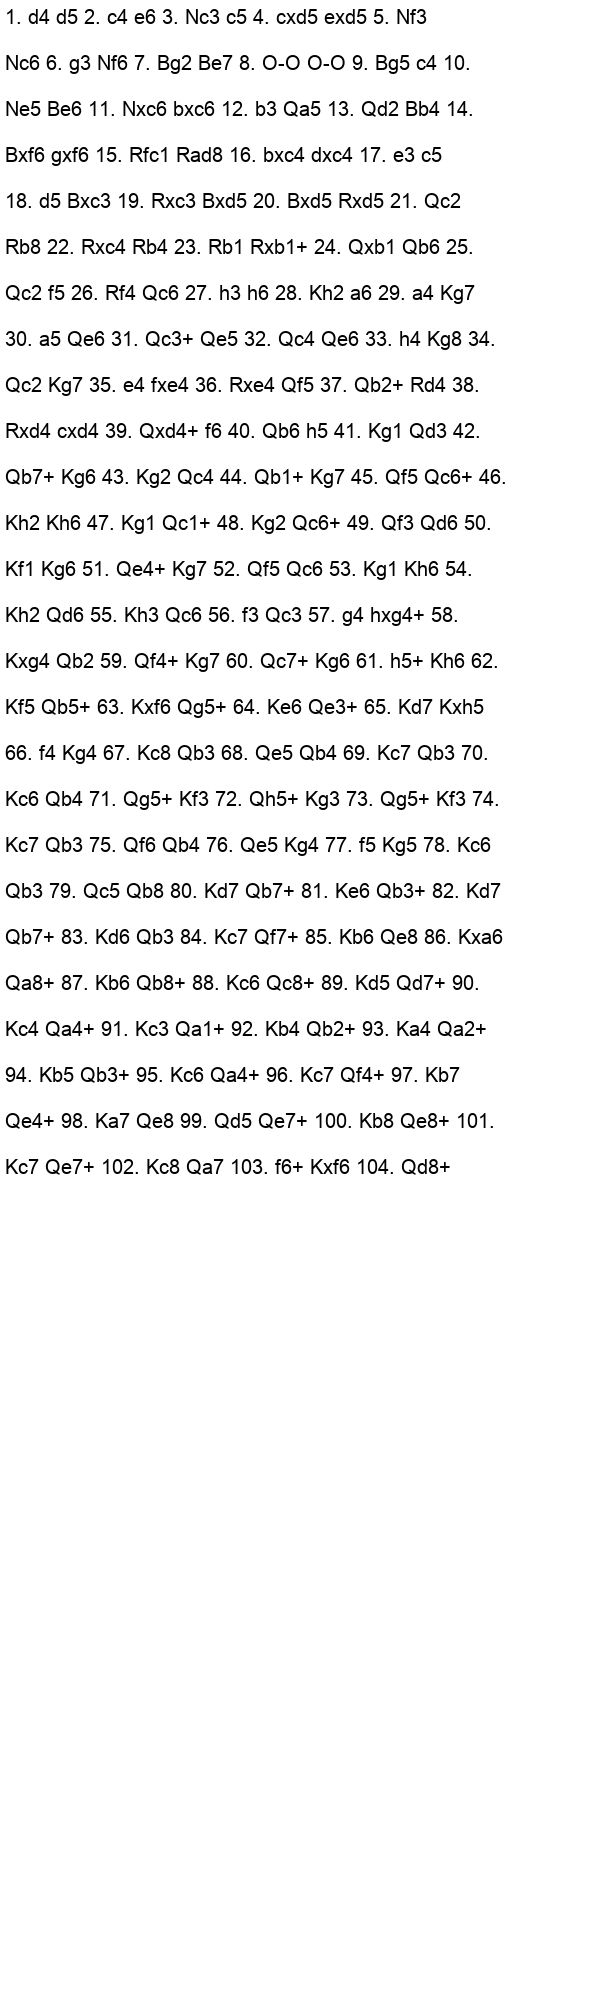 1. d4 d5 2. c4 e6 3. Nc3 c5 4. cxd5 exd5 5. Nf3
Nc6 6. g3 Nf6 7. Bg2 Be7 8. O-O O-O 9. Bg5 c4 10.
Ne5 Be6 11. Nxc6 bxc6 12. b3 Qa5 13. Qd2 Bb4 14.
Bxf6 gxf6 15. Rfc1 Rad8 16. bxc4 dxc4 17. e3 c5
18. d5 Bxc3 19. Rxc3 Bxd5 20. Bxd5 Rxd5 21. Qc2
Rb8 22. Rxc4 Rb4 23. Rb1 Rxb1+ 24. Qxb1 Qb6 25.
Qc2 f5 26. Rf4 Qc6 27. h3 h6 28. Kh2 a6 29. a4 Kg7
30. a5 Qe6 31. Qc3+ Qe5 32. Qc4 Qe6 33. h4 Kg8 34.
Qc2 Kg7 35. e4 fxe4 36. Rxe4 Qf5 37. Qb2+ Rd4 38.
Rxd4 cxd4 39. Qxd4+ f6 40. Qb6 h5 41. Kg1 Qd3 42.
Qb7+ Kg6 43. Kg2 Qc4 44. Qb1+ Kg7 45. Qf5 Qc6+ 46.
Kh2 Kh6 47. Kg1 Qc1+ 48. Kg2 Qc6+ 49. Qf3 Qd6 50.
Kf1 Kg6 51. Qe4+ Kg7 52. Qf5 Qc6 53. Kg1 Kh6 54.
Kh2 Qd6 55. Kh3 Qc6 56. f3 Qc3 57. g4 hxg4+ 58.
Kxg4 Qb2 59. Qf4+ Kg7 60. Qc7+ Kg6 61. h5+ Kh6 62.
Kf5 Qb5+ 63. Kxf6 Qg5+ 64. Ke6 Qe3+ 65. Kd7 Kxh5
66. f4 Kg4 67. Kc8 Qb3 68. Qe5 Qb4 69. Kc7 Qb3 70.
Kc6 Qb4 71. Qg5+ Kf3 72. Qh5+ Kg3 73. Qg5+ Kf3 74.
Kc7 Qb3 75. Qf6 Qb4 76. Qe5 Kg4 77. f5 Kg5 78. Kc6
Qb3 79. Qc5 Qb8 80. Kd7 Qb7+ 81. Ke6 Qb3+ 82. Kd7
Qb7+ 83. Kd6 Qb3 84. Kc7 Qf7+ 85. Kb6 Qe8 86. Kxa6
Qa8+ 87. Kb6 Qb8+ 88. Kc6 Qc8+ 89. Kd5 Qd7+ 90.
Kc4 Qa4+ 91. Kc3 Qa1+ 92. Kb4 Qb2+ 93. Ka4 Qa2+
94. Kb5 Qb3+ 95. Kc6 Qa4+ 96. Kc7 Qf4+ 97. Kb7
Qe4+ 98. Ka7 Qe8 99. Qd5 Qe7+ 100. Kb8 Qe8+ 101.
Kc7 Qe7+ 102. Kc8 Qa7 103. f6+ Kxf6 104. Qd8+